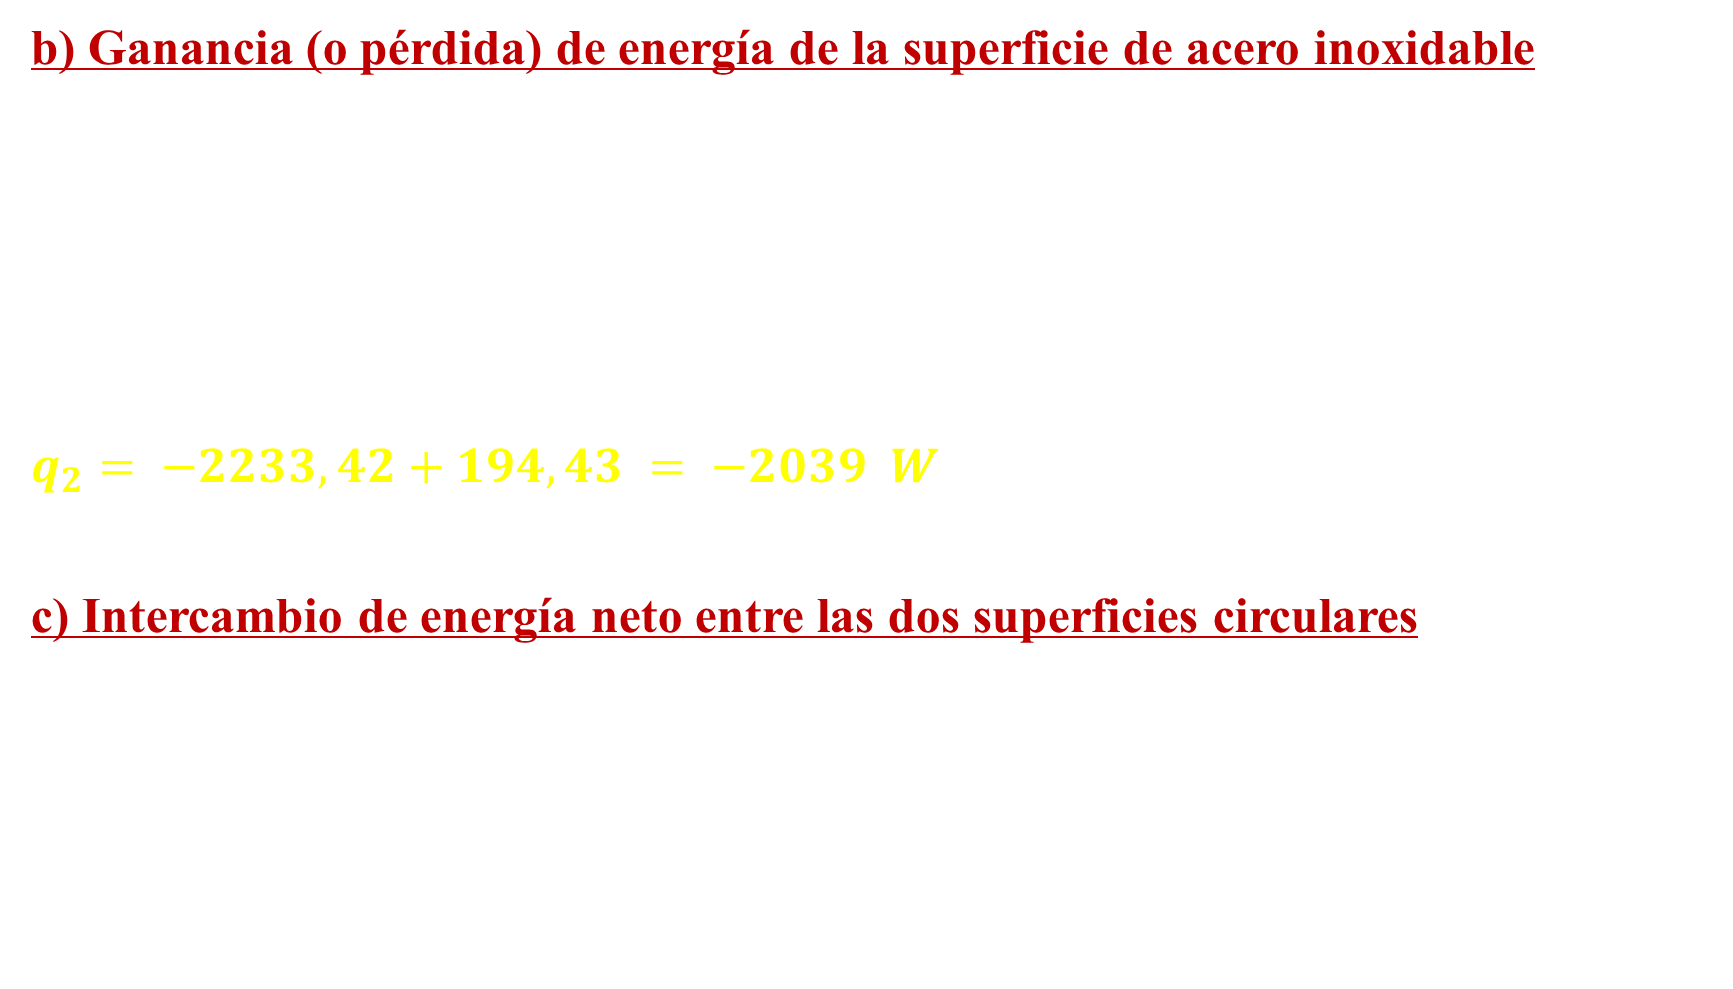 b) Ganancia (o pérdida) de energía de la superficie de acero inoxidable
q₂ = −2233,42 + 194,43 = −2039 W
c) Intercambio de energía neto entre las dos superficies circulares